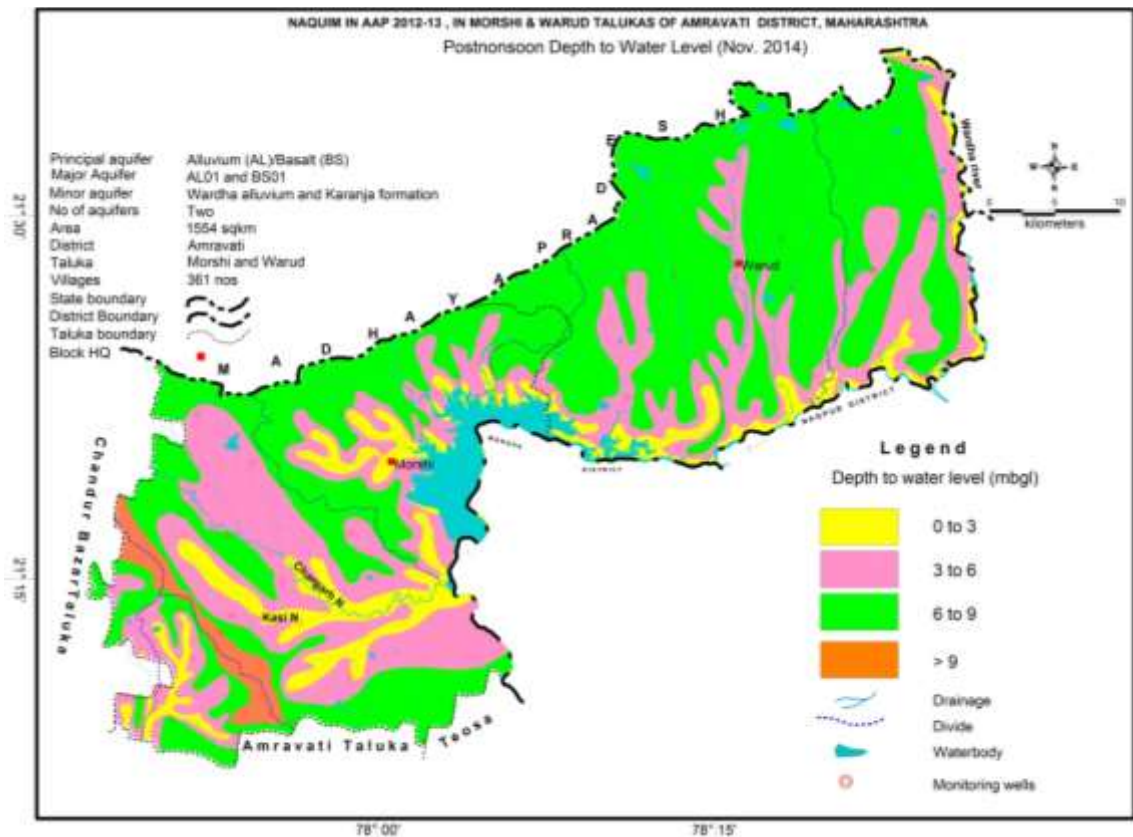 NAQUIM IN AAP 2012-13 , IN MORSHI & WARUD TALUKAS OF AMRAVATI DISTRICT, MAHARASHTRA
Postnonsoon Depth to Water Level (Nov. 2014)
Principal aquifer Alluvium (AL)/Basalt (BS)
Major Aquifer AL01 and BS01
Minor aquifer Wardha alluvium and Karanja formation
No of aquifers Two
Area 1554 sqkm
District Amravati
Taluka Morshi and Warud
Villages 361 nos
State boundary
District Boundary
Taluka boundary
Block HQ
MADHAYAPRADESH
Wardha river
10
kilometers
21° 30'
21° 15'
Warud
Morshi
NAGPUR DISTRICT
DISTRICT
Chandur BazarTaluka
Chargarh N
Kasi N
Amravati Taluka
Teosa
Legend
Depth to water level (mbgl)
0 to 3
3 to 6
6 to 9
> 9
Drainage
Divide
Waterbody
Monitoring wells
78° 00'
78° 15'